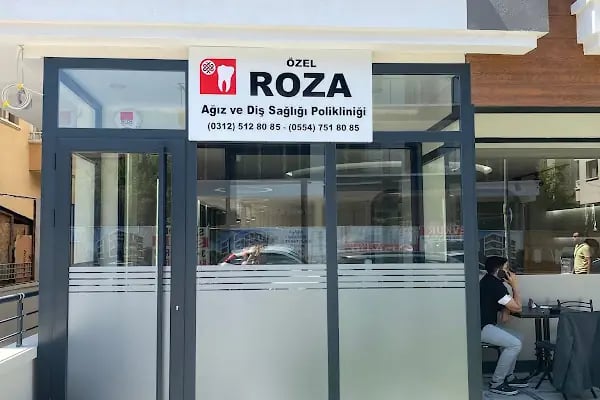 ÖZEL
ROZA
Ağız ve Diş Sağlığı Polikliniği
(0312) 512 80 85 - (0554) 751 80 85